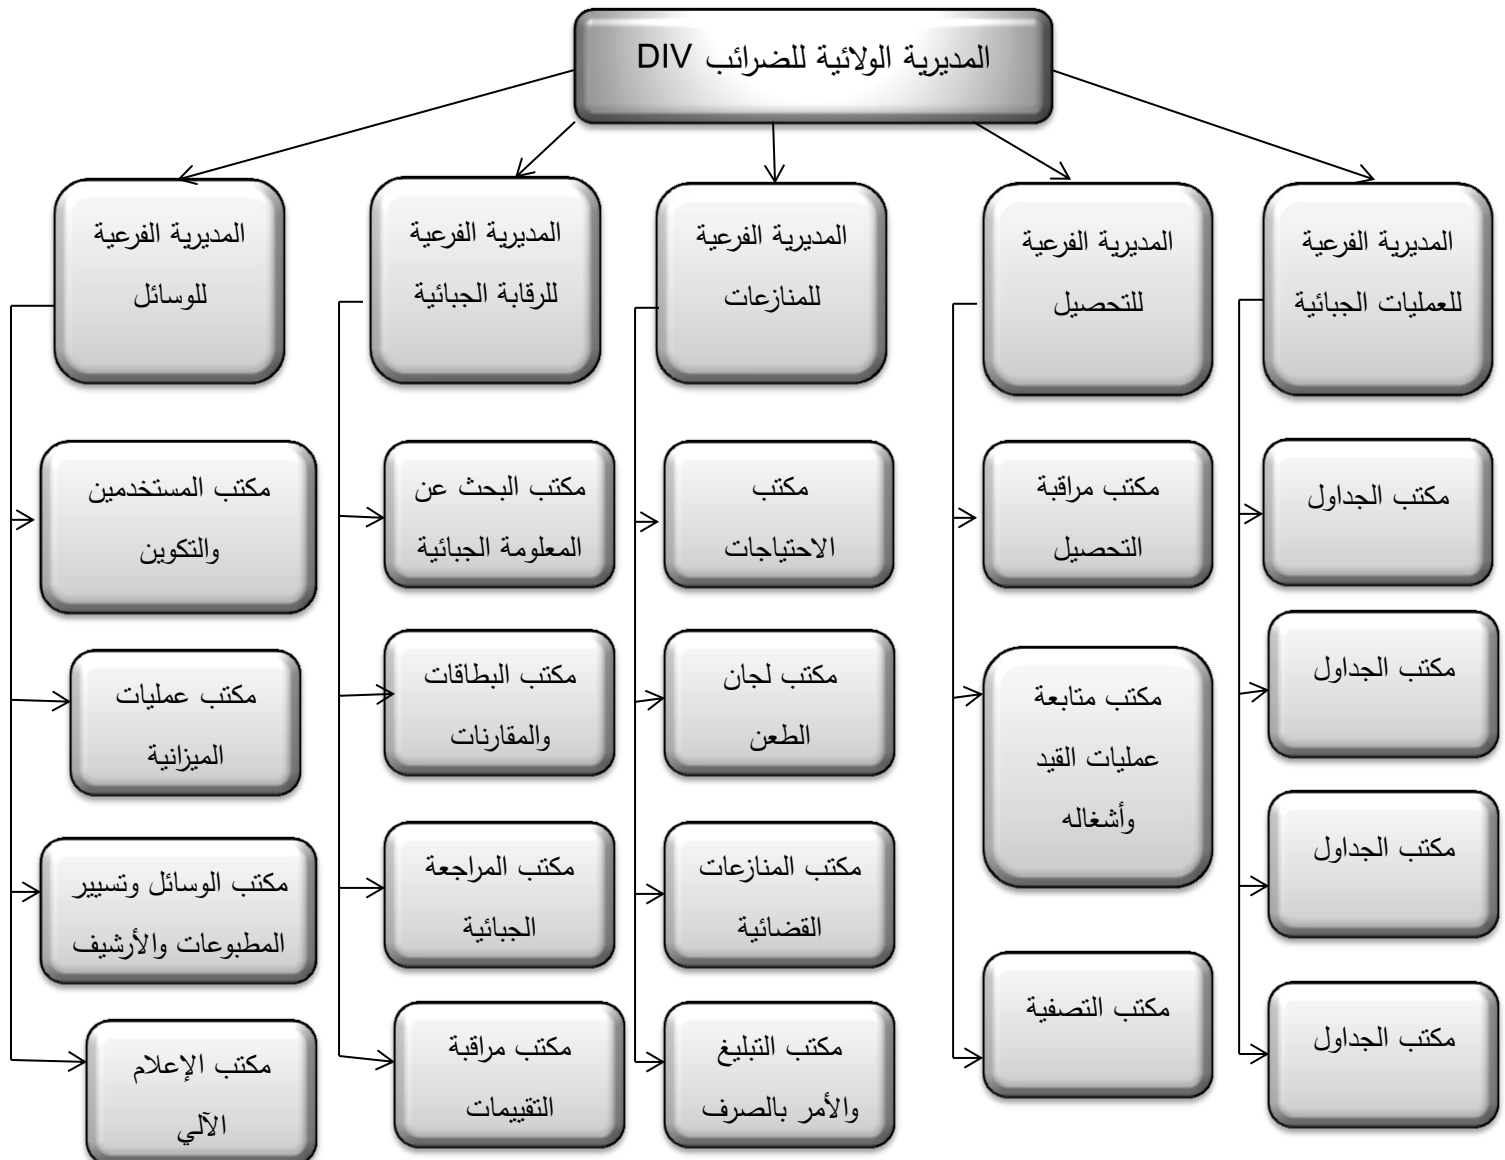 المديرية الولائية للضرائب DIV
المديرية الفرعية
للعمليات الجبائية
المديرية الفرعية
للتحصيل
المديرية الفرعية
للمنازعات
المديرية الفرعية
للرقابة الجبائية
المديرية الفرعية
للوسائل
مكتب الجداول
مكتب مراقبة
التحصيل
مكتب
الاحتياجات
مكتب البحث عن
المعلومة الجبائية
مكتب المستخدمين
والتكوين
مكتب الجداول
مكتب متابعة
عمليات القيد
وأشغاله
مكتب لجان
الطعن
مكتب البطاقات
والمقارنات
مكتب عمليات
الميزانية
مكتب الجداول
مكتب المنازعات
القضائية
مكتب المراجعة
الجبائية
مكتب الوسائل وتسيير
المطبوعات والأرشيف
مكتب الجداول
مكتب التصفية
مكتب التبليغ
والأمر بالصرف
مكتب مراقبة
التقييمات
مكتب الإعلام
الآلي